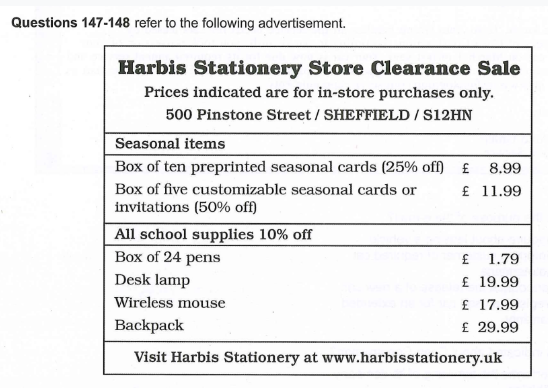 Questions 147-148 refer to the following advertisement.
Harbis Stationery Store Clearance Sale
Prices indicated are for in-store purchases only.
500 Pinstone Street / SHEFFIELD / S12HN
Seasonal items
Box of ten preprinted seasonal cards (25% off) £ 8.99
Box of five customizable seasonal cards or £ 11.99
invitations (50% off)
All school supplies 10% off
Box of 24 pens £ 1.79
Desk lamp £ 19.99
Wireless mouse £ 17.99
Backpack £ 29.99
Visit Harbis Stationery at www.harbisstationery.uk